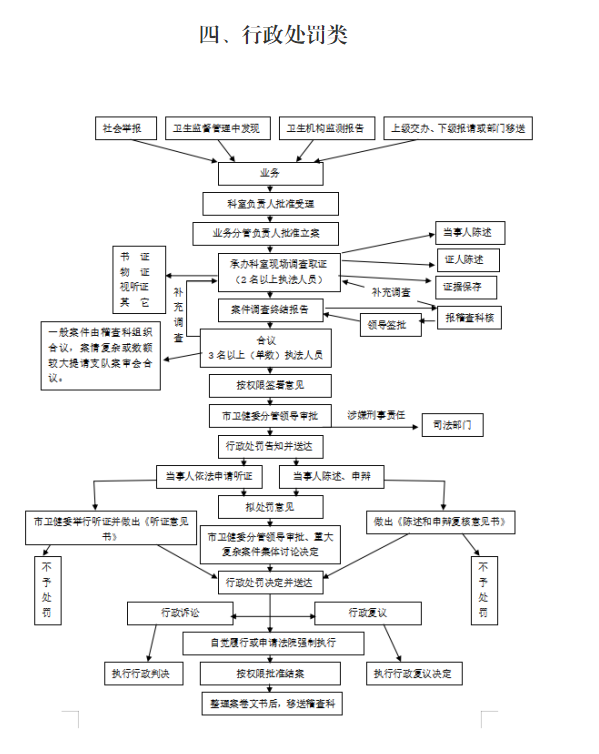 四、行政处罚类
社会举报
卫生监督管理中发现
卫生机构监测报告
上级交办、下级报请或部门移送
业务
科室负责人批准受理
业务分管负责人批准立案
当事人陈述
书 证
物 证
视听证
其 它
承办科室现场调查取证
（2名以上执法人员）
证人陈述
证据保存
补充调查
补充调查
案件调查终结报告
领导签批
报稽查科核
一般案件由稽查科组织
合议，案情复杂或数额
较大提请支队案审会合
议。
合议
3名以上（单数）执法人员
按权限签署意见
市卫健委分管领导审批
涉嫌刑事责任
司法部门
行政处罚告知并送达
当事人依法申请听证
当事人陈述、申辩
拟处罚意见
市卫健委举行听证并做出《听证意见
书》
做出《陈述和申辩复核意见书》
市卫健委分管领导审批、重大
复杂案件集体讨论决定
不予处罚
不予处罚
行政处罚决定并送达
行政诉讼
行政复议
自觉履行或申请法院强制执行
执行行政判决
按权限批准结案
执行行政复议决定
整理案卷文书后，移送稽查科